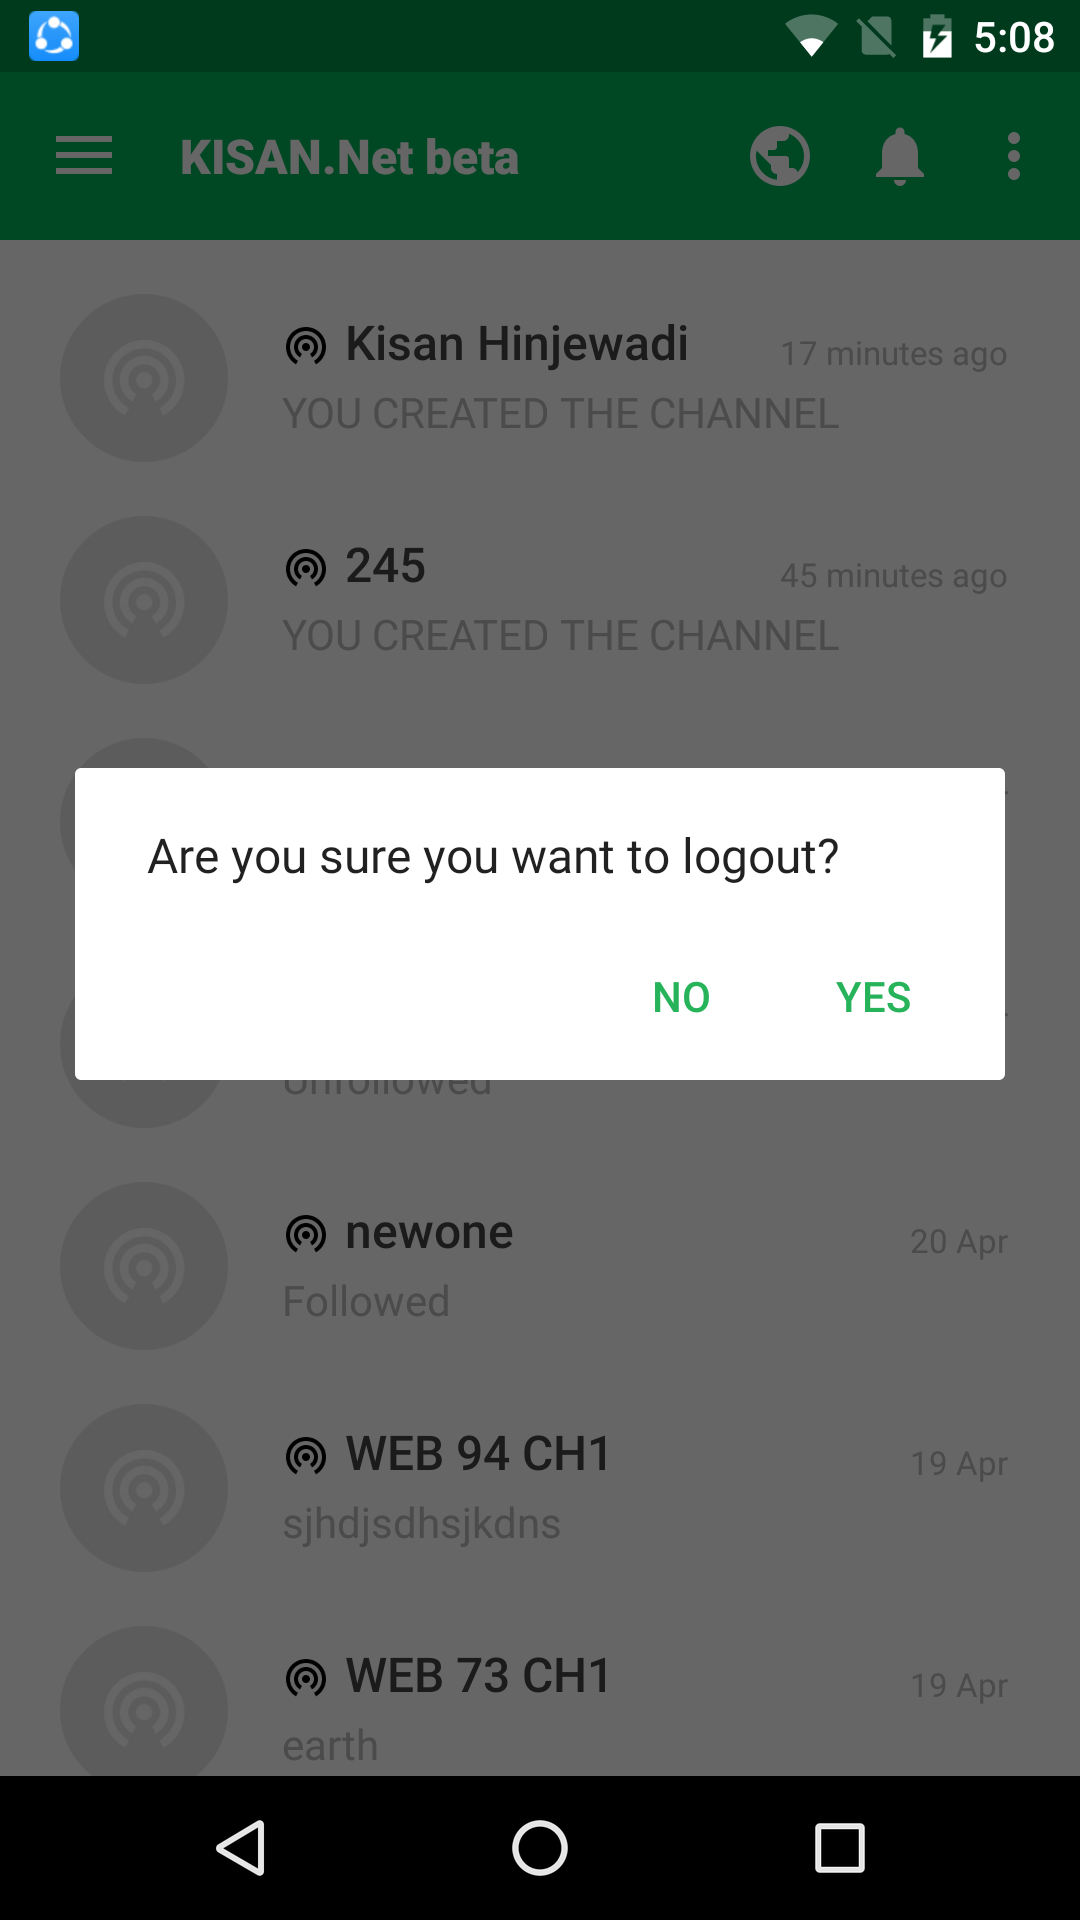 5:08
KISAN.Net beta
Kisan Hinjewadi
17 minutes ago
YOU CREATED THE CHANNEL
245
45 minutes ago
YOU CREATED THE CHANNEL
Are you sure you want to logout?
NO YES
Unfollowed
newone
20 Apr
Followed
WEB 94 CH1
19 Apr
sjhdjsdhsjkdns
WEB 73 CH1
19 Apr
earth